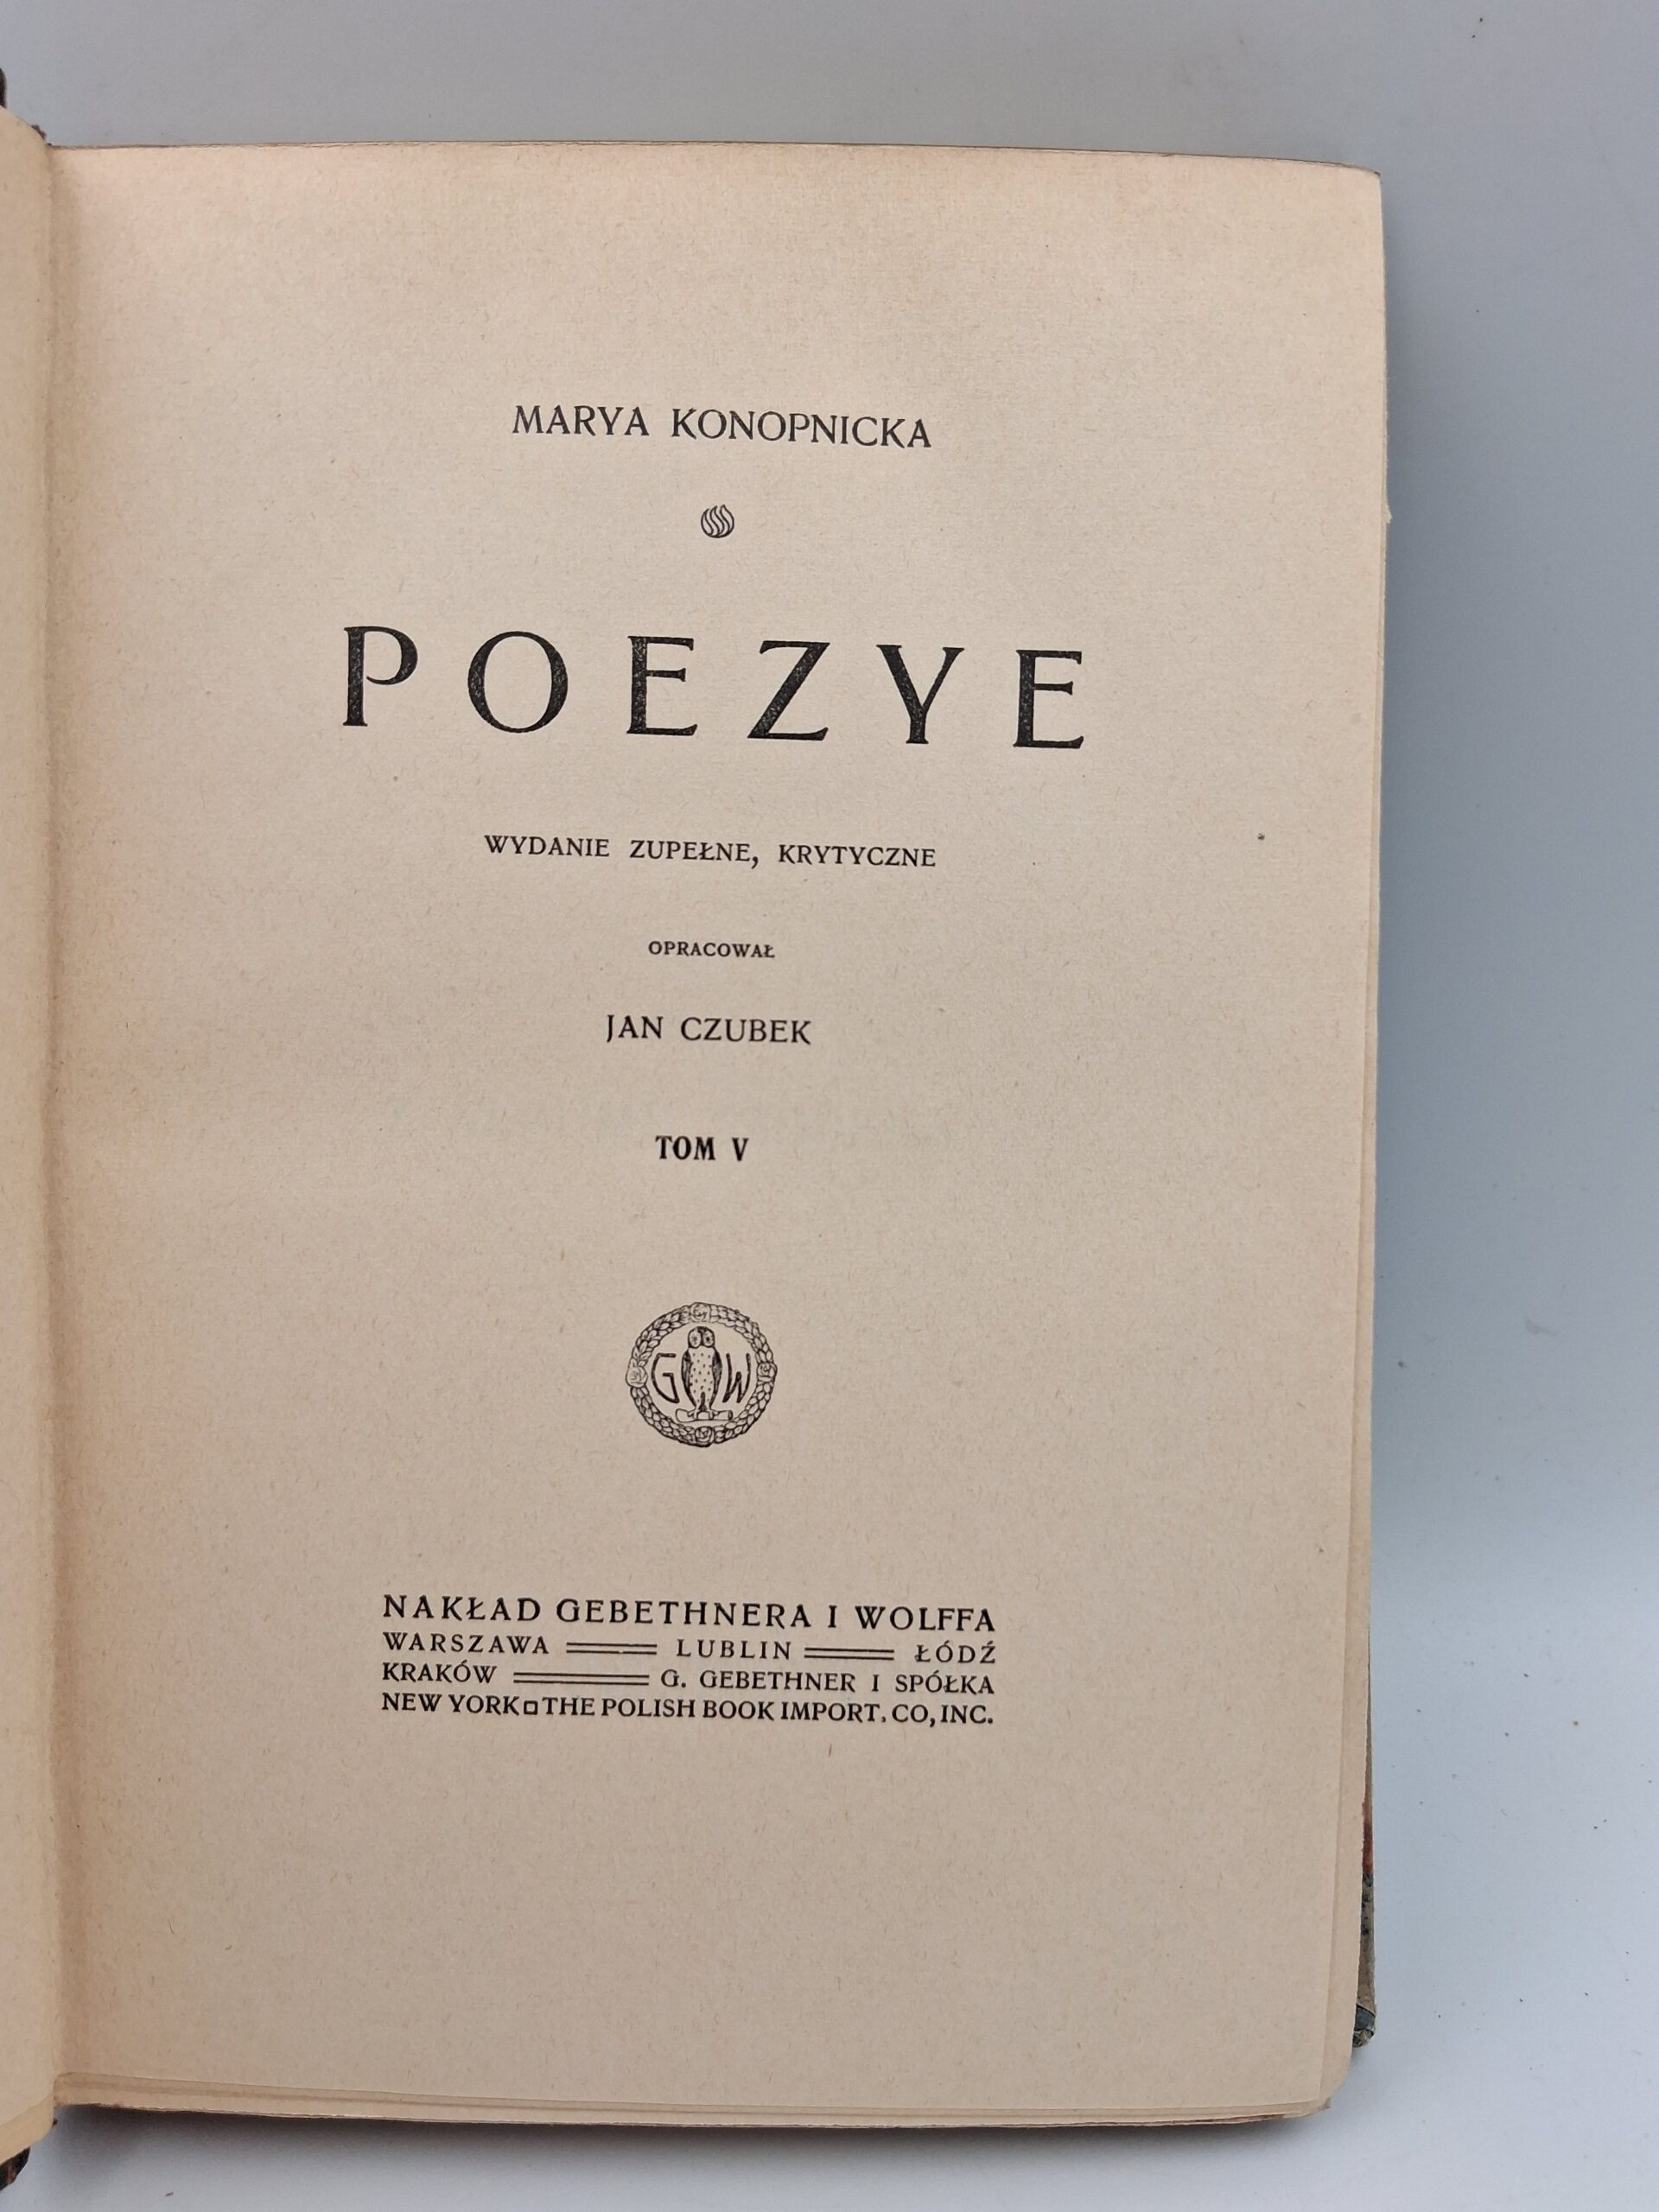 MARYA KONOPNICKA
POEZYE
WYDANIE ZUPEŁNE, KRYTYCZNE
OPRACOWAŁ
JAN CZUBEK
TOM V
G W
NAKŁAD GEBETHNERA I WOLFFA
WARSZAWA LUBLIN ŁÓDŹ
KRAKÓW G. GEBETHNER I SPÓŁKA
NEW YORK THE POLISH BOOK IMPORT. CO, INC.